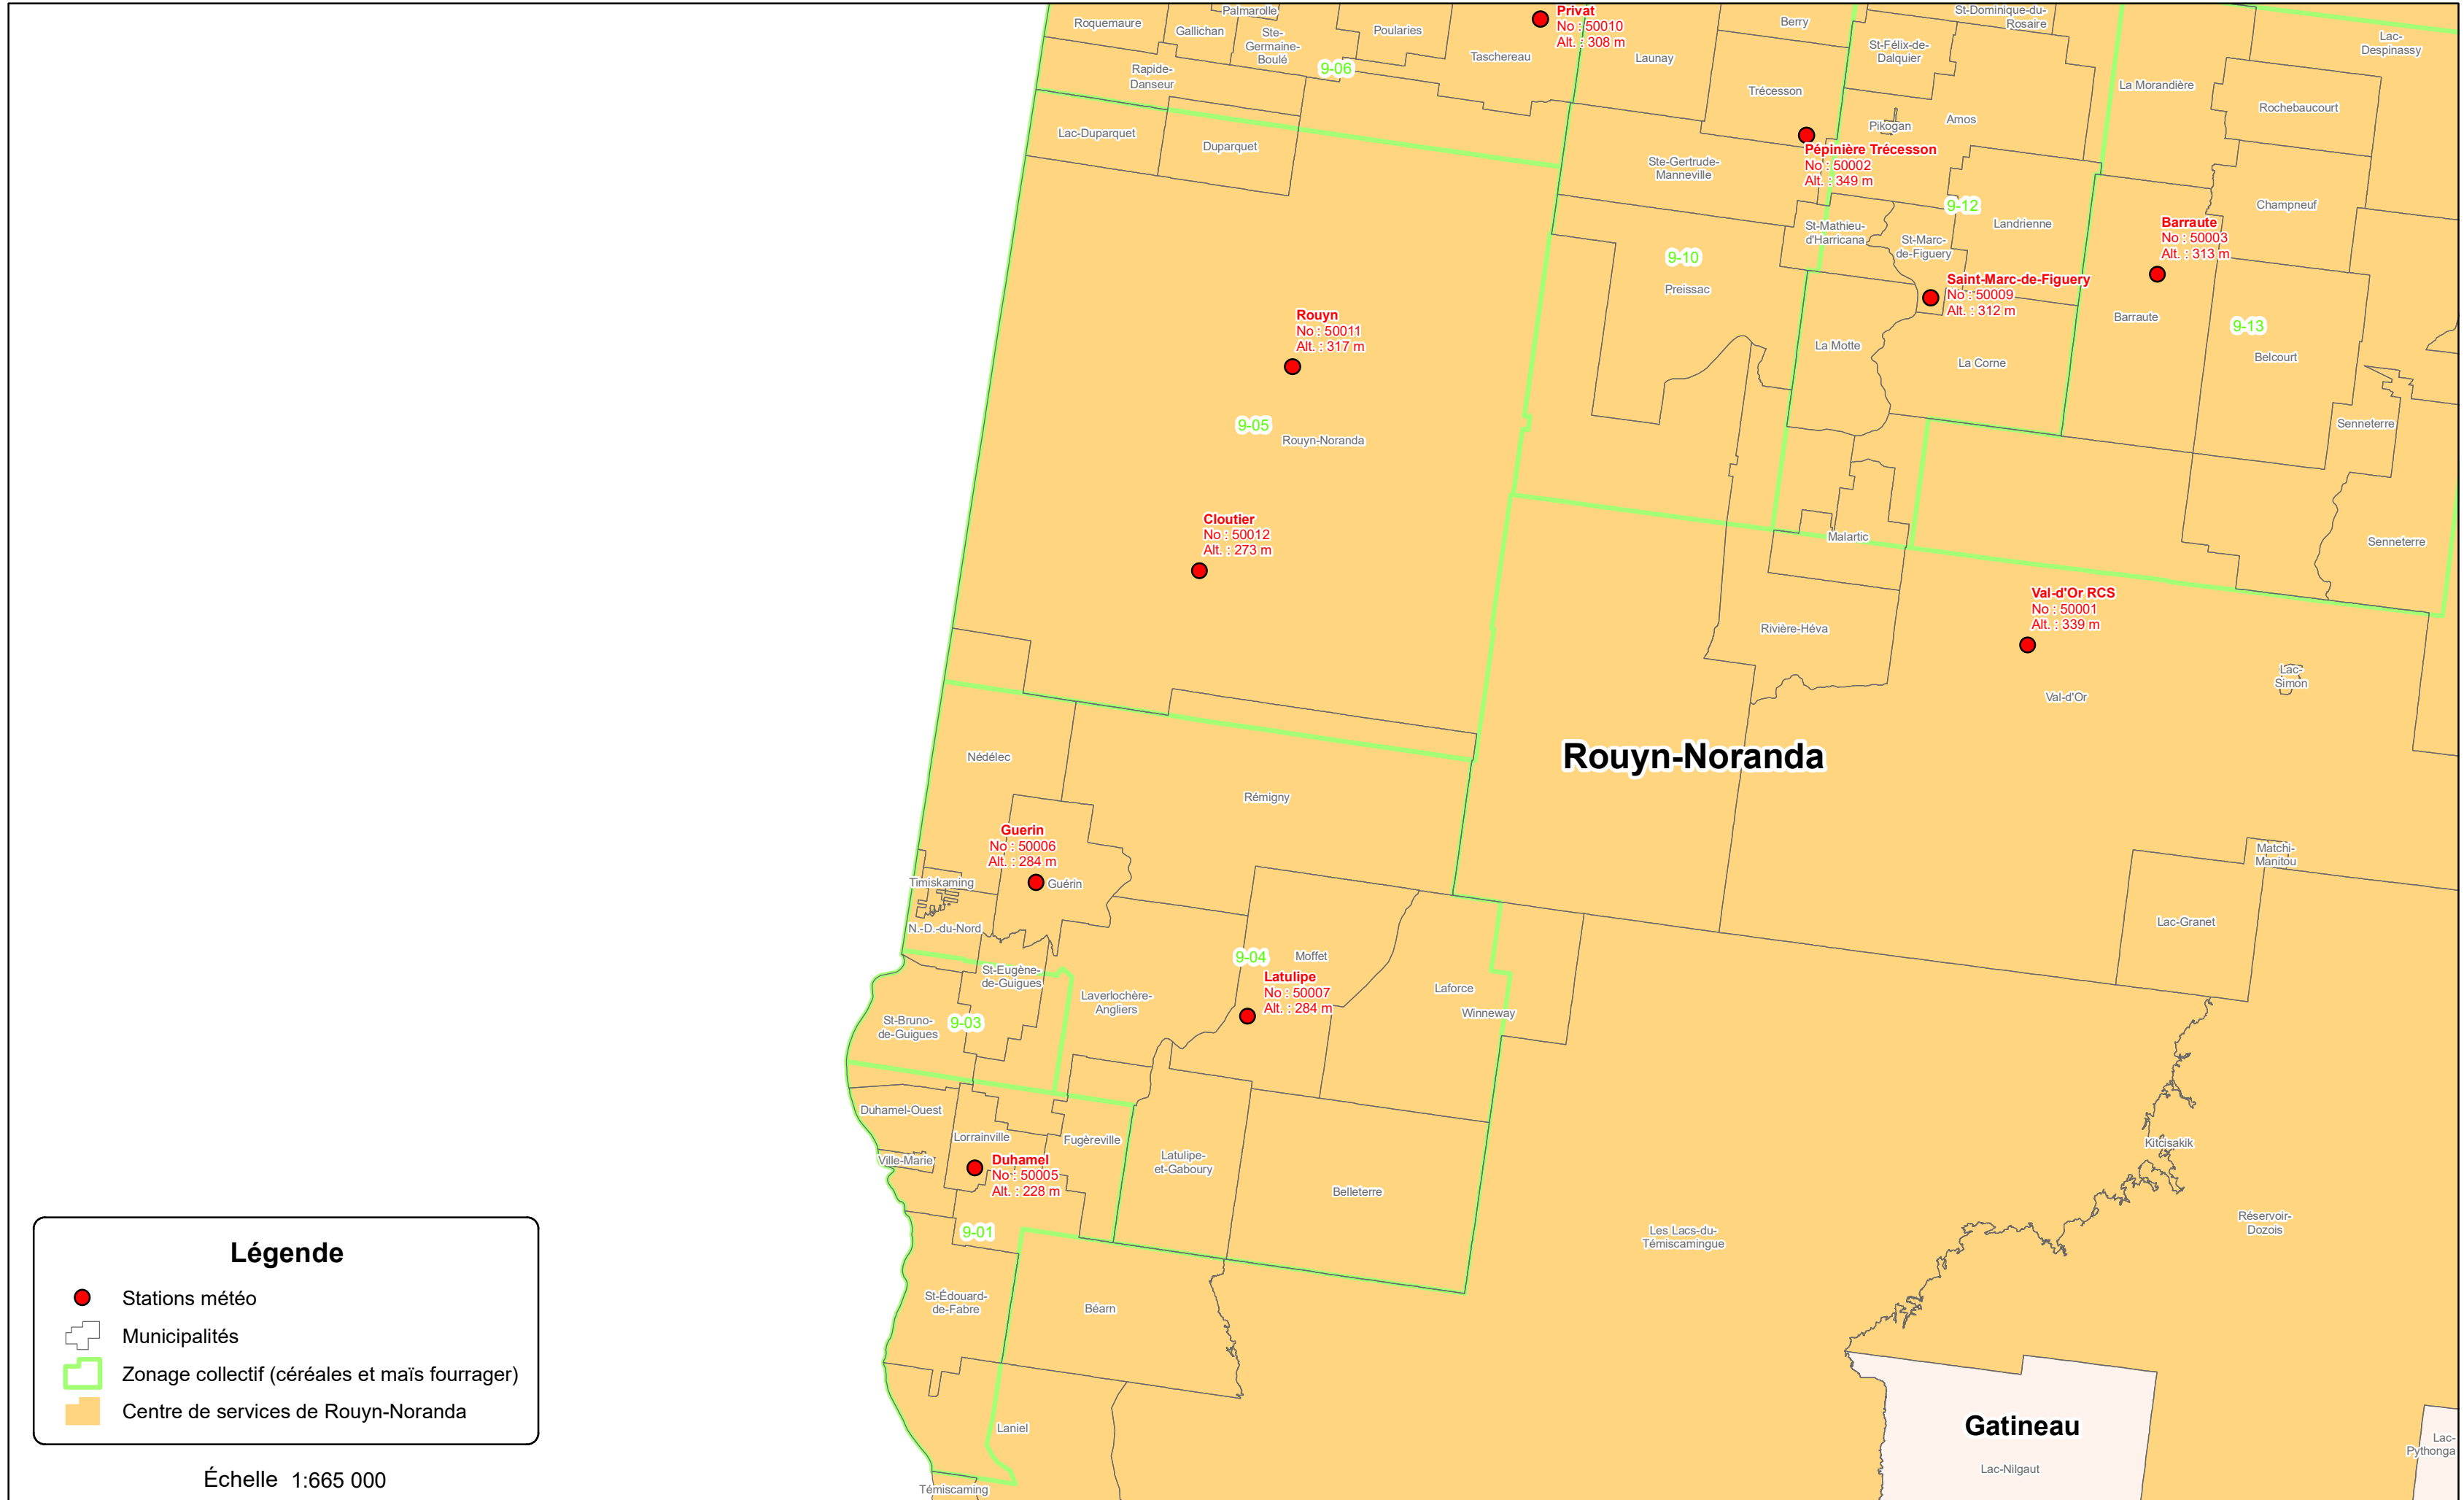 Palmarolle
Roquemaure
Gallichan
Ste-
Germaine-
Boulé
Poularies
Privat
No : 50010
Alt. : 308 m
Taschereau
9-06
Rapide-
Danseur
Launay
Berry
Trécesson
St-Dominique-du-
Rosaire
St-Félix-de-
Dalquier
Lac-
Despinassy
La Morandière
Rochebaucourt
Lac-Duparquet
Duparquet
Pikogan
Amos
Pépinière Trécesson
No : 50002
Alt. : 349 m
Ste-Gertrude-
Manneville
9-12
Champneuf
St-Mathieu-
d'Harricana
St-Marc-
de-Figuery
Landrienne
Barraute
No : 50003
Alt. : 313 m
9-10
Preissac
Saint-Marc-de-Figuery
No : 50009
Alt. : 312 m
Barraute
9-13
Belcourt
Rouyn
No : 50011
Alt. : 317 m
La Motte
La Corne
9-05
Rouyn-Noranda
Senneterre
Cloutier
No : 50012
Alt. : 273 m
Malartic
Senneterre
Val-d'Or RCS
No : 50001
Alt. : 339 m
Rivière-Héva
Lac-
Simon
Val-d'Or
Rouyn-Noranda
Nédélec
Rémigny
Guerin
No : 50006
Alt. : 284 m
Guérin
Timiskaming
N.-D.-du-Nord
Matchi-
Manitou
Lac-Granet
9-04
Moffet
Latulipe
No : 50007
Alt. : 284 m
St-Eugène-
de-Guigues
Laverlochère-
Angliers
Laforce
Winneway
St-Bruno-
de-Guigues
9-03
Duhamel-Ouest
Lorrainville
Fugèreville
Ville-Marie
Duhamel
No : 50005
Alt. : 228 m
Latulipe-
et-Gaboury
Belleterre
Kitcisakik
9-01
Les Lacs-du-
Témiscamingue
Réservoir-
Dozois
St-Édouard-
de-Fabre
Béarn
Laniel
Témiscaming
Gatineau
Lac-Nilgaut
Lac-
Pythonga
Légende
Stations météo
Municipalités
Zonage collectif (céréales et maïs fourrager)
Centre de services de Rouyn-Noranda
Échelle 1:665 000